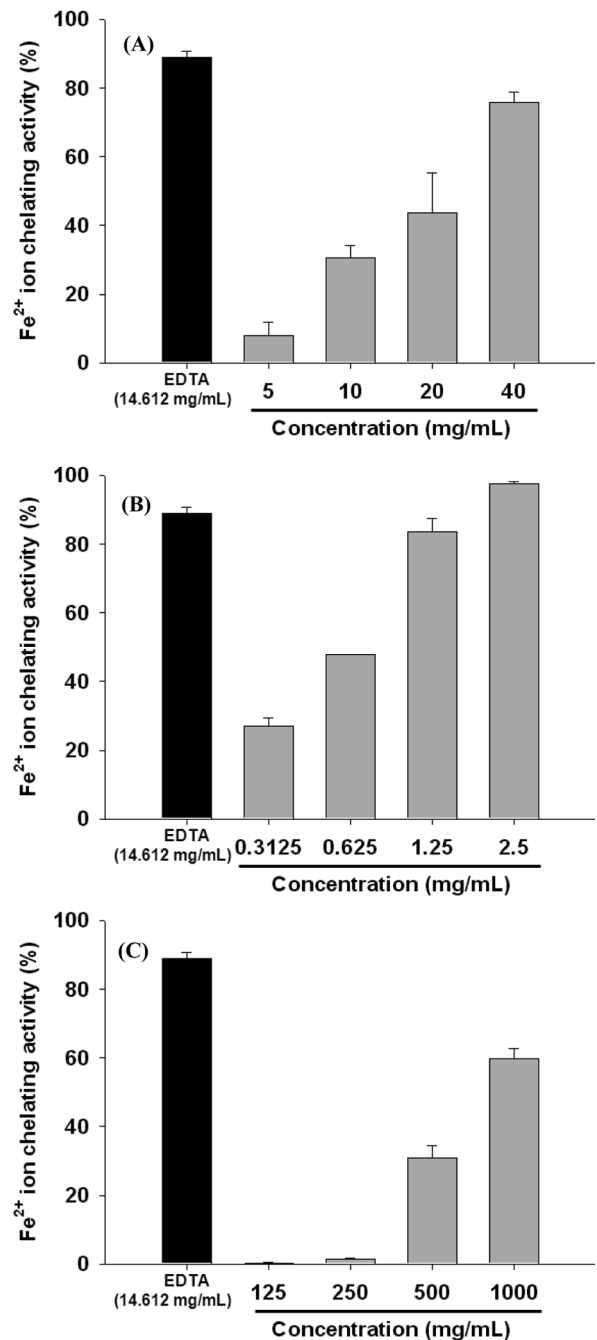 (A)
Fe²⁺ ion chelating activity (%)
100
80
60
40
20
0
EDTA
(14.612 mg/mL)
5 10 20 40
Concentration (mg/mL)
(B)
Fe²⁺ ion chelating activity (%)
100
80
60
40
20
0
EDTA
(14.612 mg/mL)
0.3125 0.625 1.25 2.5
Concentration (mg/mL)
(C)
Fe²⁺ ion chelating activity (%)
100
80
60
40
20
0
EDTA
(14.612 mg/mL)
125 250 500 1000
Concentration (mg/mL)